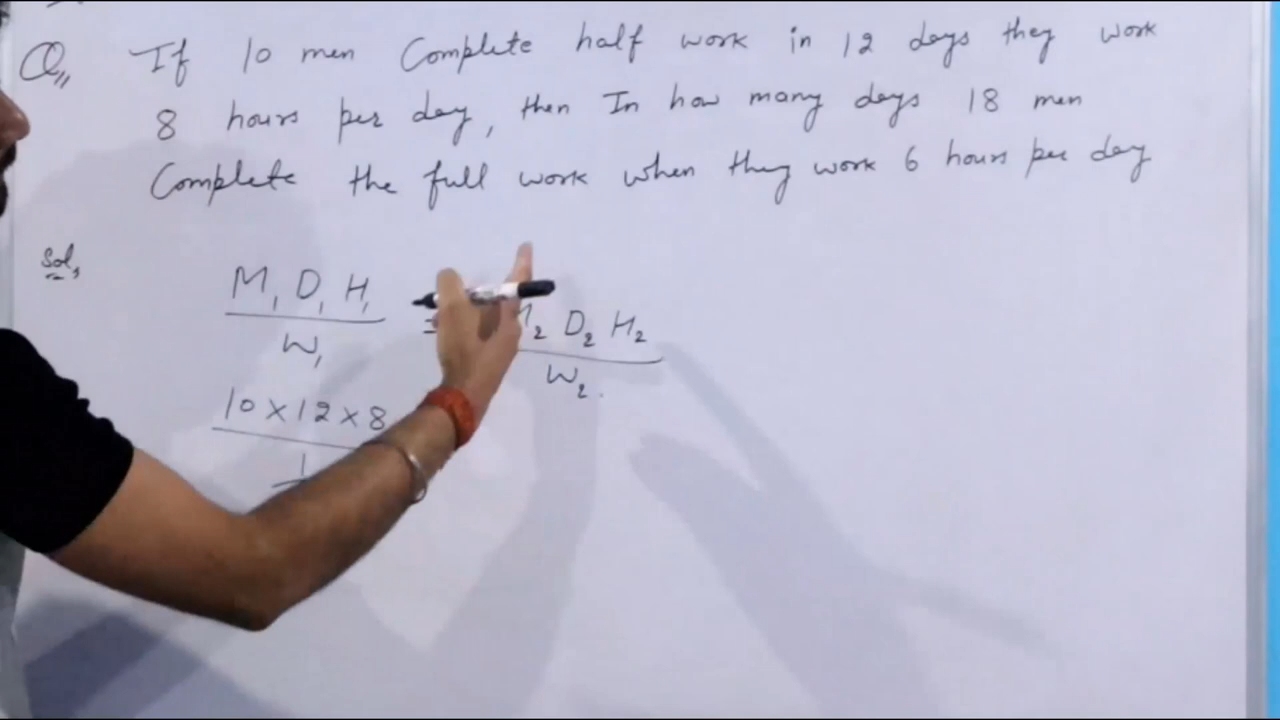 Q,, If 10 men Complete half work in 12 days they work
8 hours per day, then In how many days 18 men
Complete the full work when they work 6 hours per day
Sol,
M₁ D₁ H₁ / W₁ = M₂ D₂ H₂ / W₂.
10 × 12 × 8
1